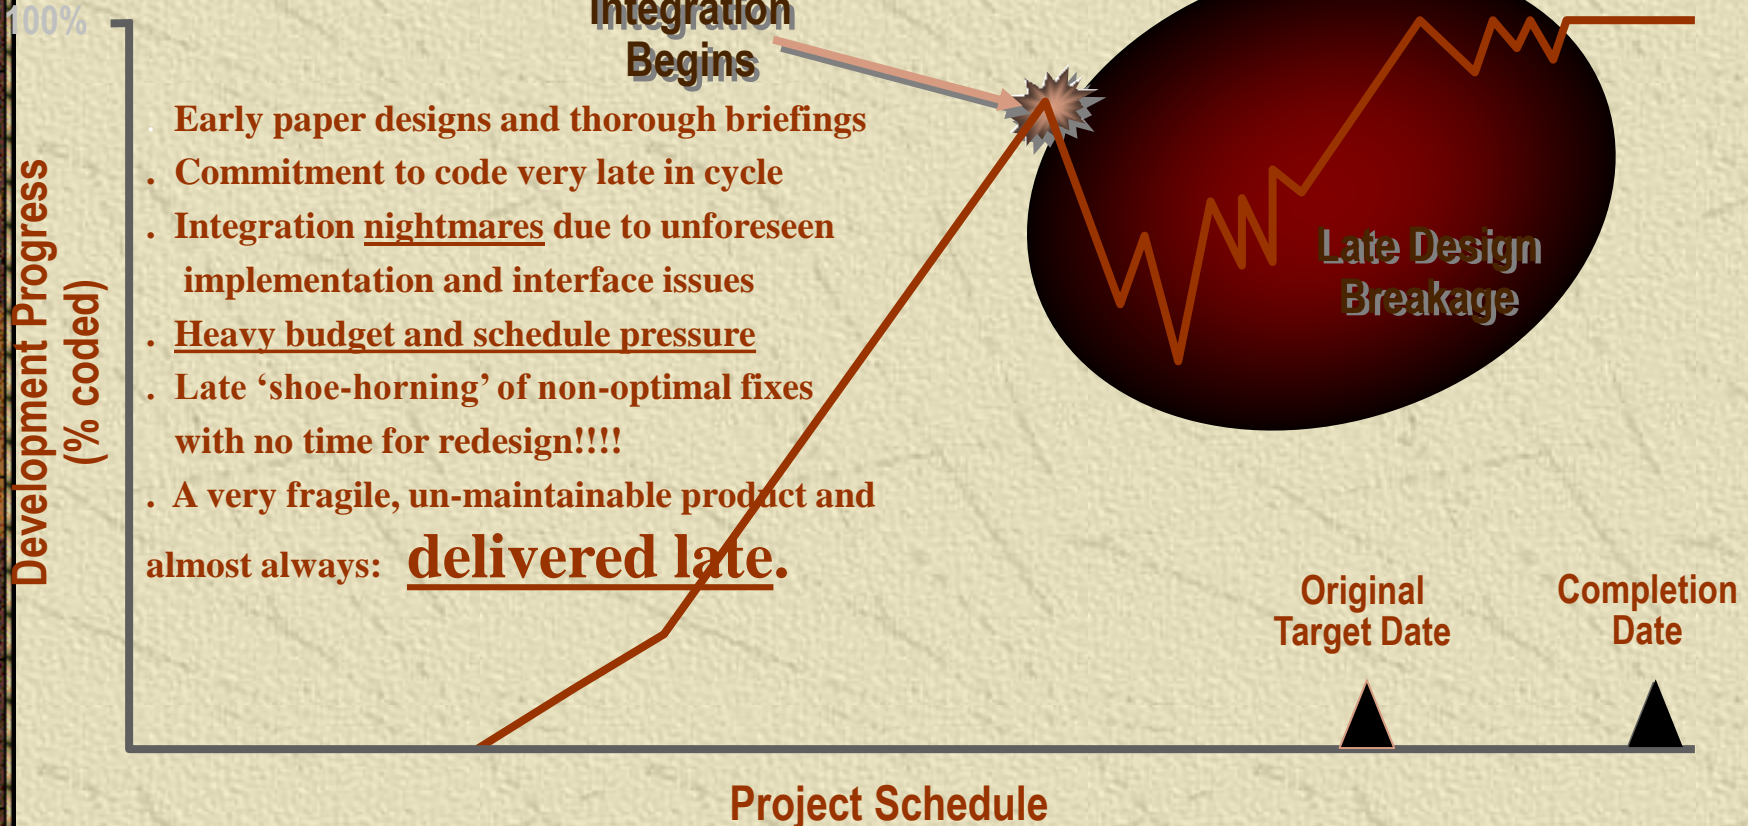 100%
Integration
Begins
. Early paper designs and thorough briefings
. Commitment to code very late in cycle
. Integration nightmares due to unforeseen
implementation and interface issues
. Heavy budget and schedule pressure
. Late ‘shoe-horning’ of non-optimal fixes
with no time for redesign!!!!
. A very fragile, un-maintainable product and
almost always: delivered late.
Development Progress
(% coded)
Late Design
Breakage
Original
Target Date
Completion
Date
Project Schedule